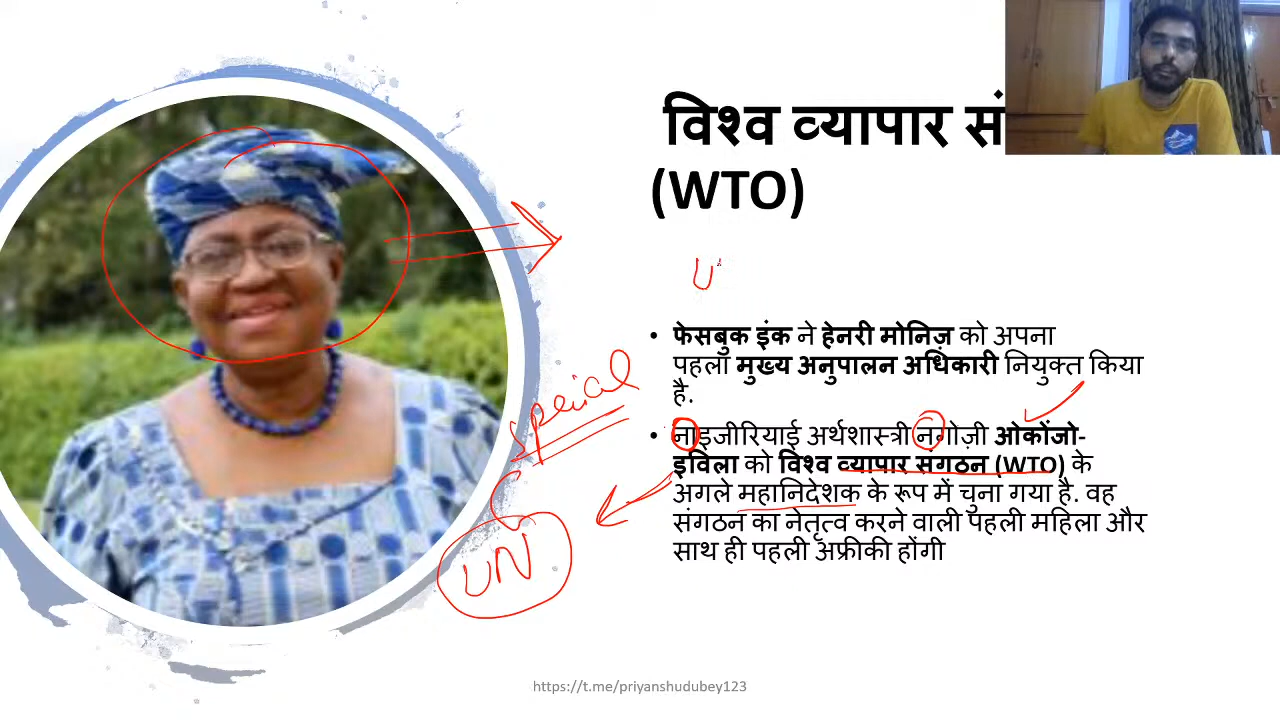 विश्व व्यापार सं
(WTO)
U
• फेसबुक इंक ने हेनरी मोनिज़ को अपना
पहला मुख्य अनुपालन अधिकारी नियुक्त किया
है.
• नाइजीरियाई अर्थशास्त्री नगोज़ी ओकोंजो-
इविला को विश्व व्यापार संगठन (WTO) के
अगले महानिदेशक के रूप में चुना गया है. वह
संगठन का नेतृत्व करने वाली पहली महिला और
साथ ही पहली अफ्रीकी होंगी
special
UN
https://t.me/priyanshudubey123